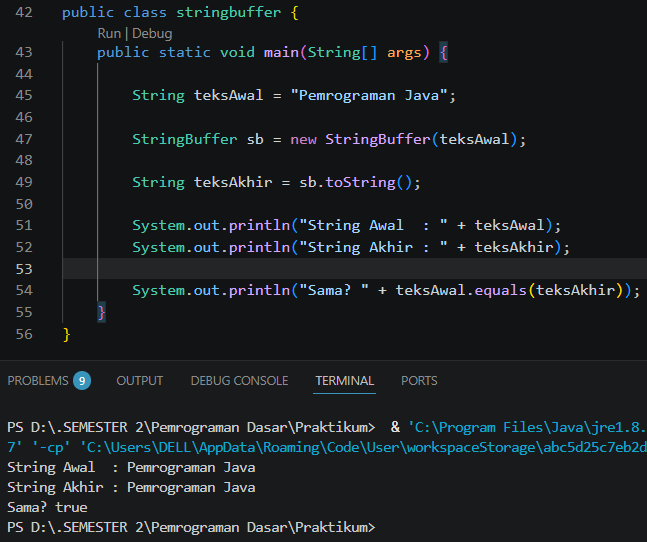 42 public class stringbuffer {
Run | Debug
43 public static void main(String[] args) {
44
45 String teksAwal = "Pemrograman Java";
46
47 StringBuffer sb = new StringBuffer(teksAwal);
48
49 String teksAkhir = sb.toString();
50
51 System.out.println("String Awal  : " + teksAwal);
52 System.out.println("String Akhir : " + teksAkhir);
53
54 System.out.println("Sama? " + teksAwal.equals(teksAkhir));
55 }
56 }
PROBLEMS 9 OUTPUT DEBUG CONSOLE TERMINAL PORTS
PS D:\.SEMESTER 2\Pemrograman Dasar\Praktikum>  & 'C:\Program Files\Java\jre1.8.
7' '-cp' 'C:\Users\DELL\AppData\Roaming\Code\User\workspaceStorage\abc5d25c7eb2d
String Awal  : Pemrograman Java
String Akhir : Pemrograman Java
Sama? true
PS D:\.SEMESTER 2\Pemrograman Dasar\Praktikum>